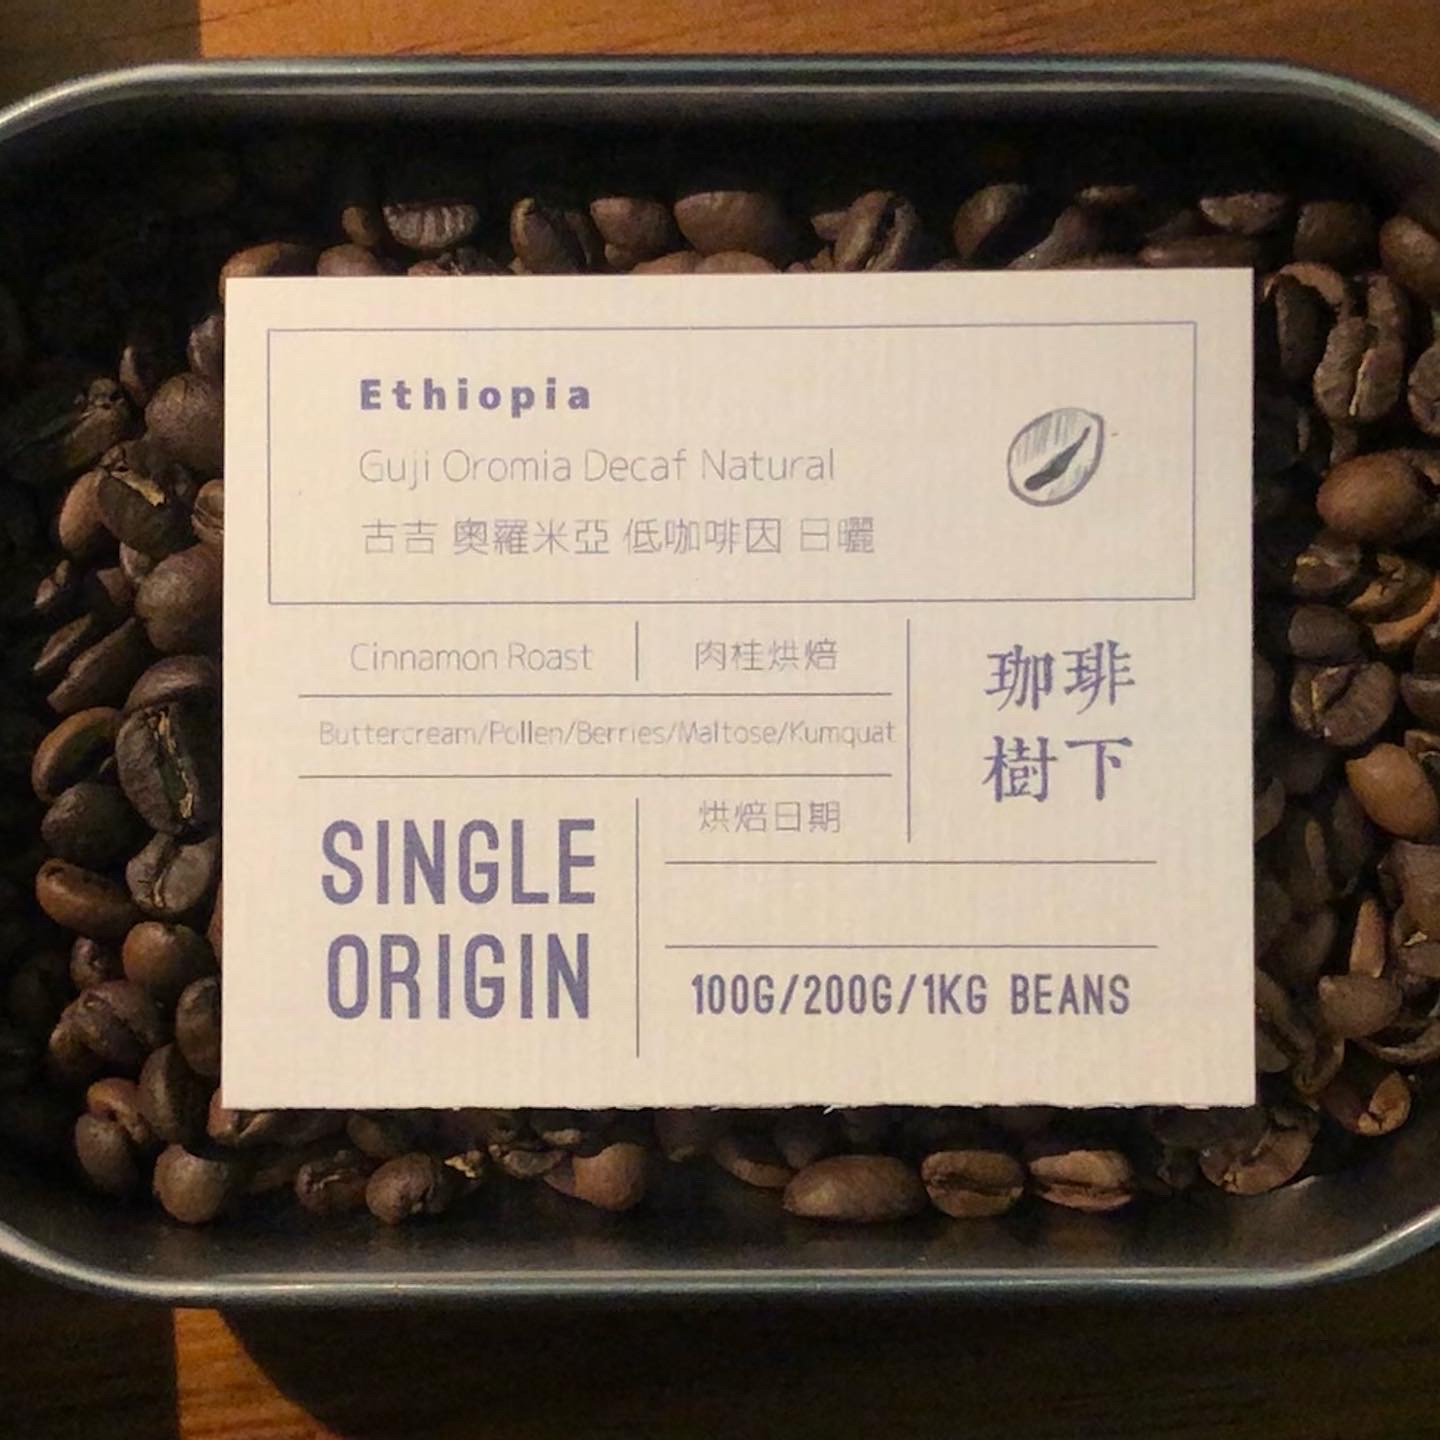 Ethiopia
Guji Oromia Decaf Natural
古吉 奧羅米亞 低咖啡因 日曬
Cinnamon Roast
肉桂烘焙
Buttercream/Pollen/Berries/Maltose/Kumquat
珈琲
樹下
SINGLE
ORIGIN
烘焙日期
100G/200G/1KG BEANS